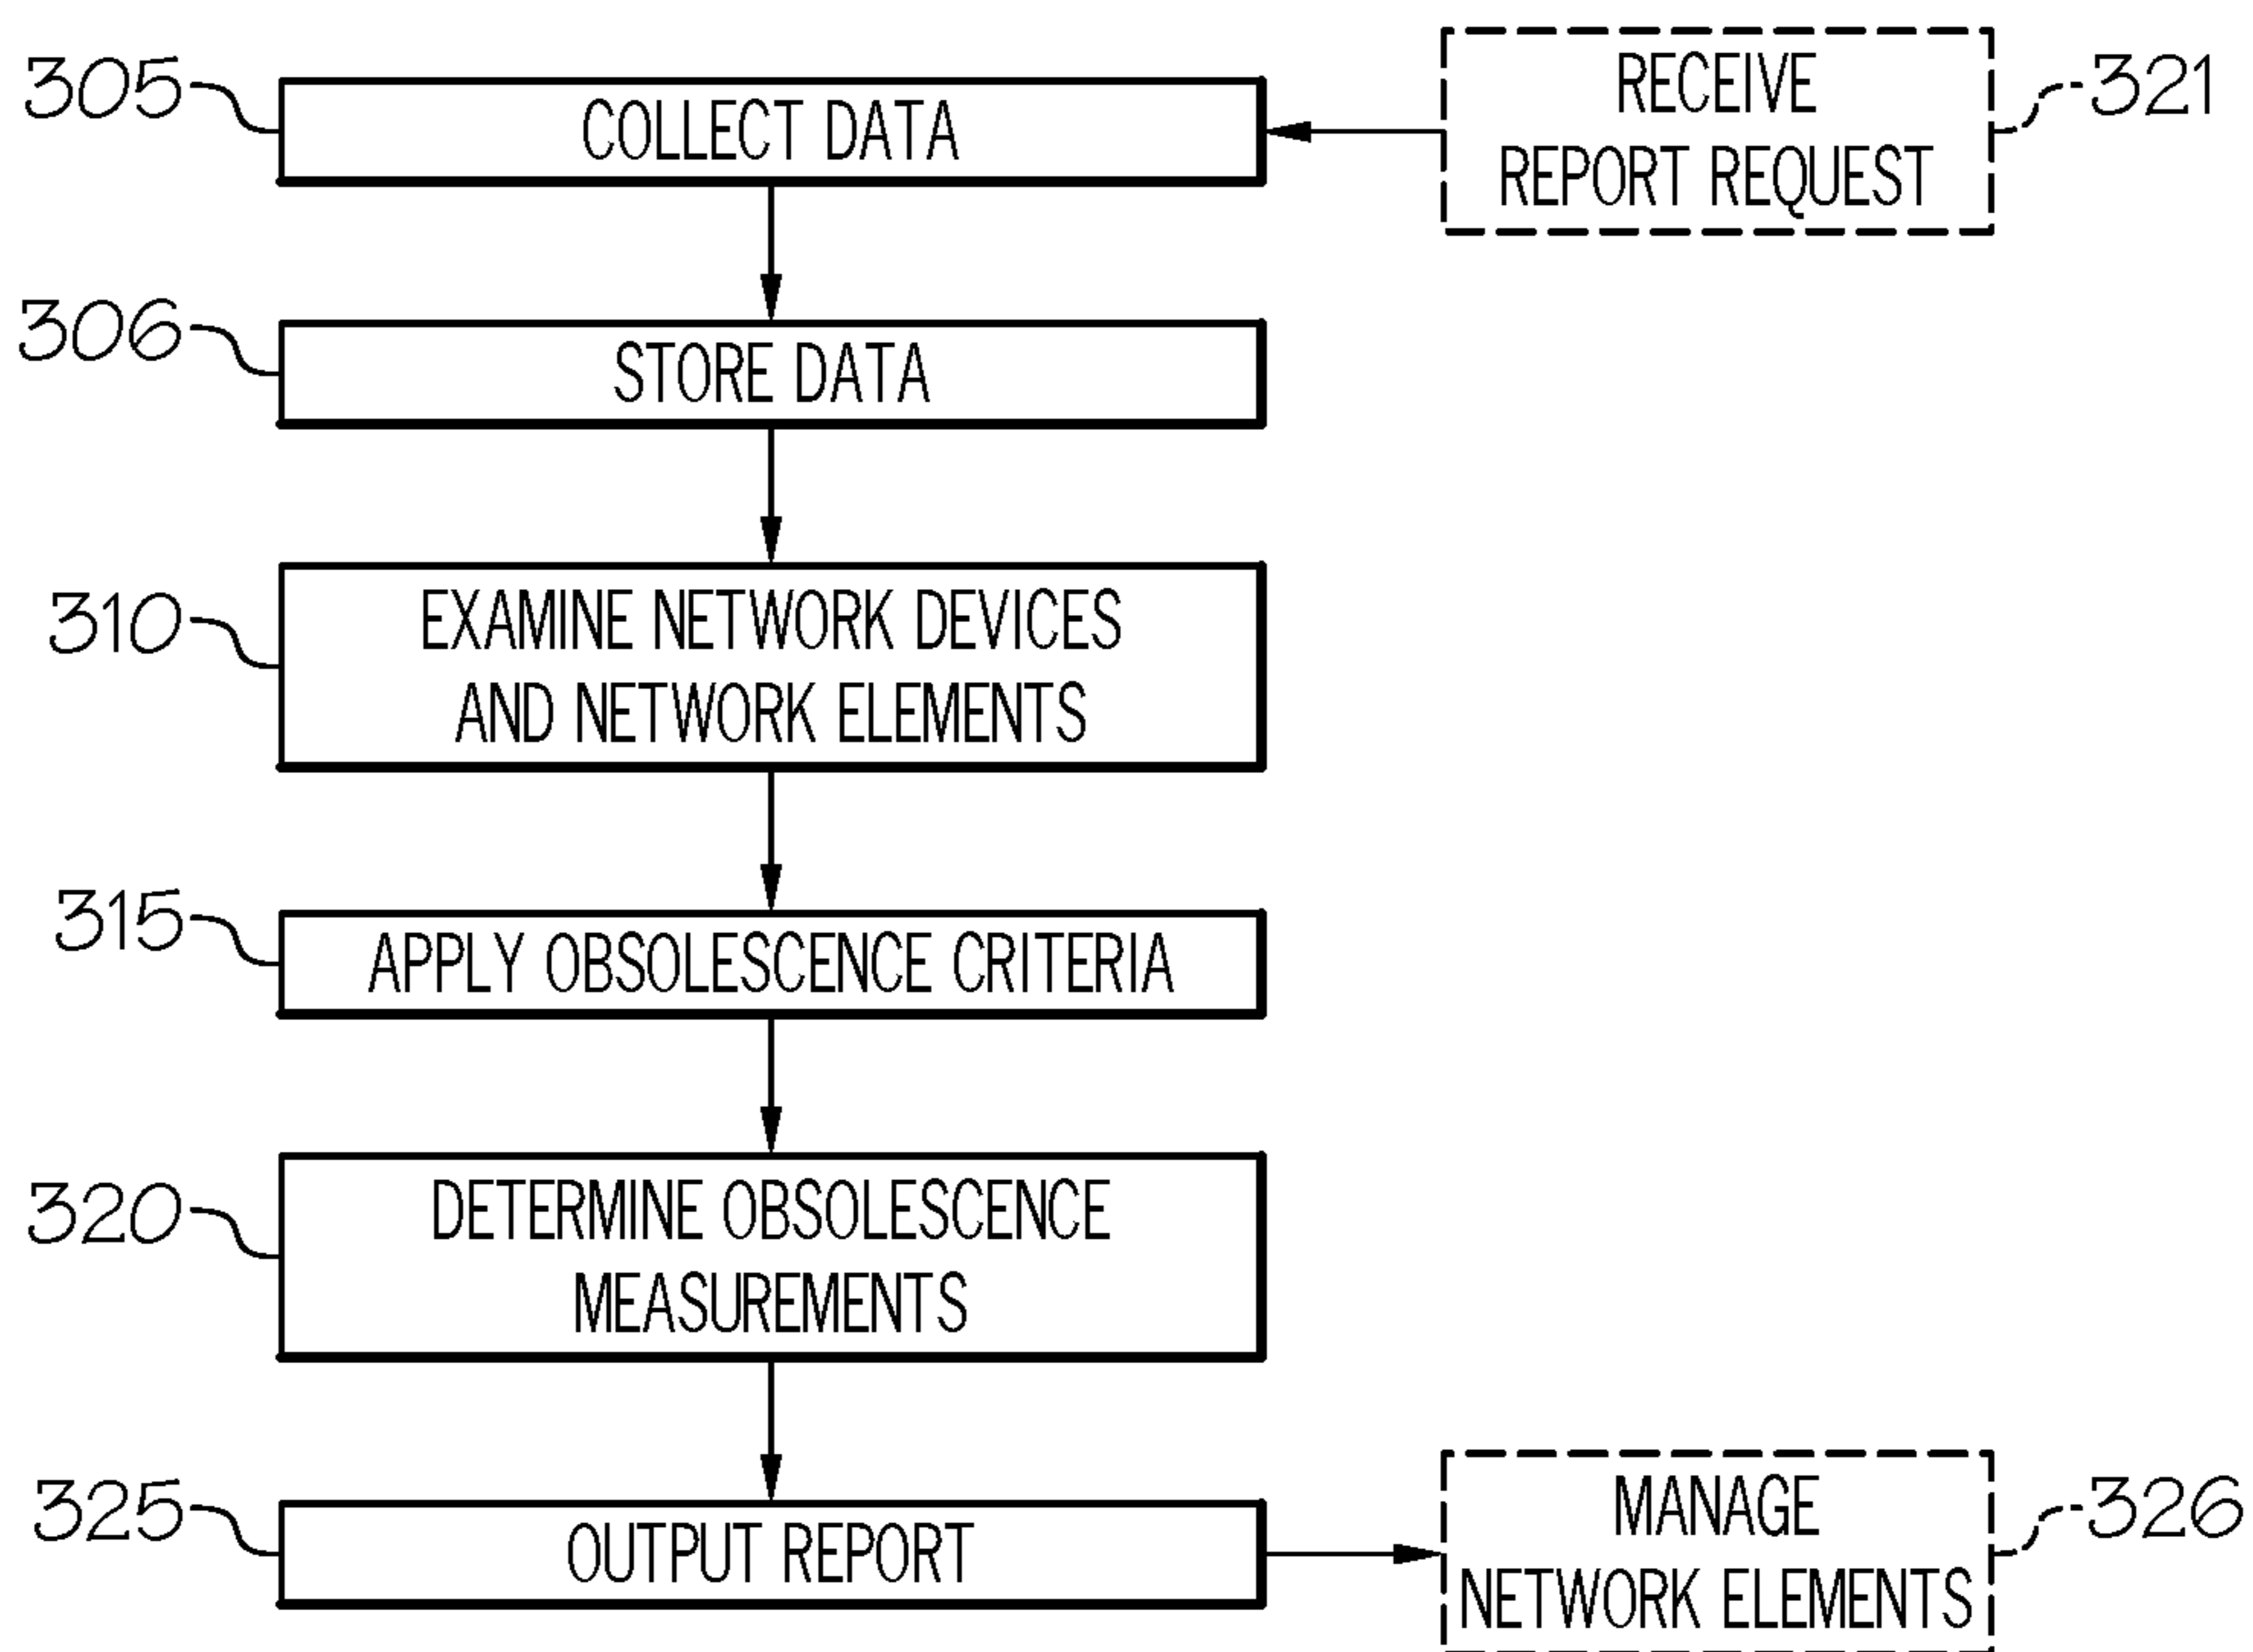 305
COLLECT DATA
RECEIVE
REPORT REQUEST
321
306
STORE DATA
310
EXAMINE NETWORK DEVICES
AND NETWORK ELEMENTS
315
APPLY OBSOLESCENCE CRITERIA
320
DETERMINE OBSOLESCENCE
MEASUREMENTS
325
OUTPUT REPORT
MANAGE
NETWORK ELEMENTS
326